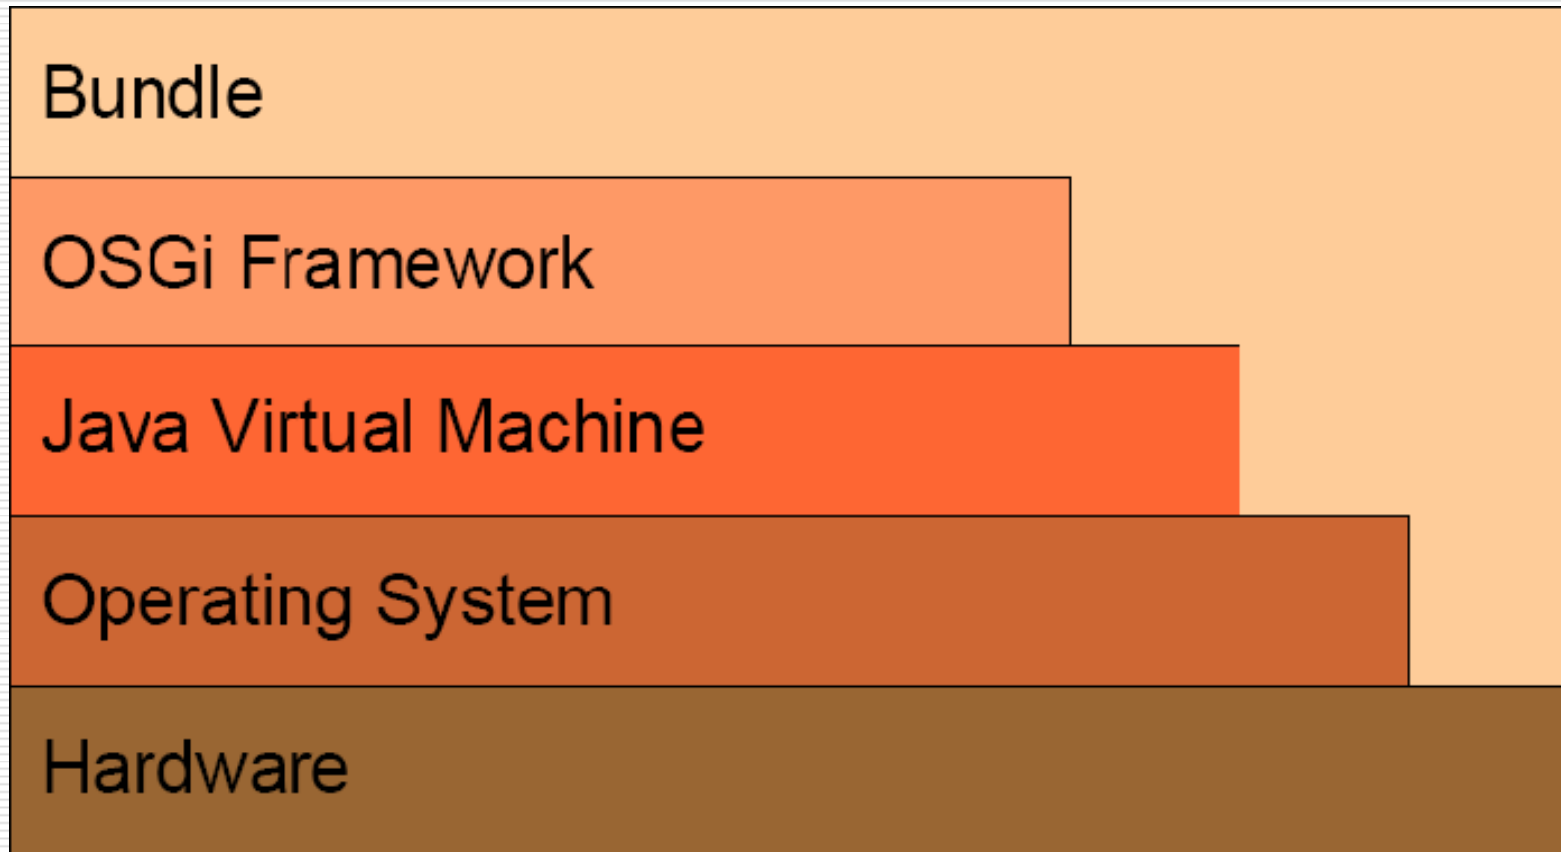 Bundle
OSGi Framework
Java Virtual Machine
Operating System
Hardware